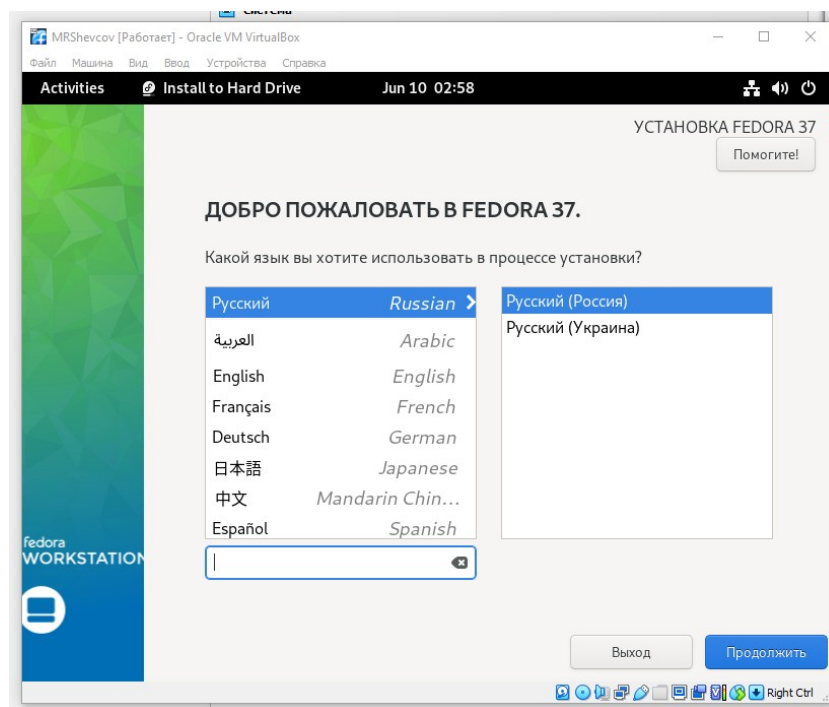 Система
MRShevcov [Работает] - Oracle VM VirtualBox
Файл Машина Вид Ввод Устройства Справка
Activities Install to Hard Drive Jun 10 02:58
УСТАНОВКА FEDORA 37
Помогите!
ДОБРО ПОЖАЛОВАТЬ В FEDORA 37.
Какой язык вы хотите использовать в процессе установки?
Русский Russian Русский (Россия)
العربية Arabic Русский (Украина)
English English
Français French
Deutsch German
日本語 Japanese
中文 Mandarin Chin...
Español Spanish
fedora
WORKSTATION
Выход Продолжить
Right Ctrl